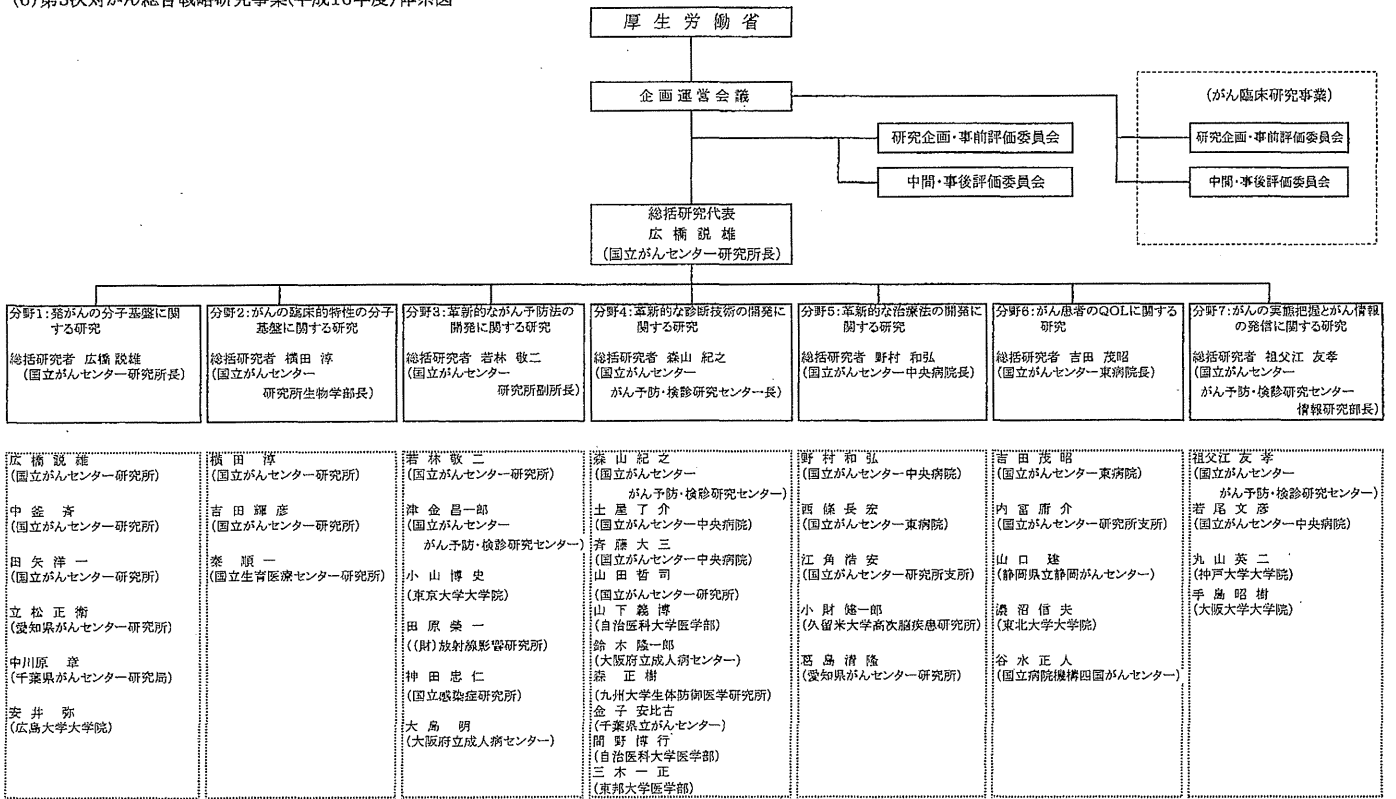 (6)第3次対がん総合戦略研究事業(平成16年度)体系図
厚生労働省
企画運営会議
研究企画・事前評価委員会
中間・事後評価委員会
(がん臨床研究事業)
研究企画・事前評価委員会
中間・事後評価委員会
総括研究代表
広橋説雄
(国立がんセンター研究所長)
分野1:発がんの分子基盤に関
する研究
総括研究者 広橋 説雄
(国立がんセンター研究所長)
分野2:がんの臨床的特性の分子
基盤に関する研究
総括研究者 横田 淳
(国立がんセンター
研究所生物学部長)
分野3:革新的ながん予防法の
開発に関する研究
総括研究者 若林 敬二
(国立がんセンター
研究所副所長)
分野4:革新的な診断技術の開発に
関する研究
総括研究者 森山 紀之
(国立がんセンター
がん予防・検診研究センター長)
分野5:革新的な治療法の開発に
関する研究
総括研究者 野村 和弘
(国立がんセンター中央病院長)
分野6:がん患者のQOLに関する
研究
総括研究者 吉田 茂昭
(国立がんセンター東病院長)
分野7:がんの実態把握とがん情報
の発信に関する研究
総括研究者 祖父江 友孝
(国立がんセンター
がん予防・検診研究センター
情報研究部長)
広橋説雄
(国立がんセンター研究所)
中釜 斉
(国立がんセンター研究所)
田矢洋一
(国立がんセンター研究所)
立松正衛
(愛知県がんセンター研究所)
中川原 章
(千葉県がんセンター研究局)
安井 弥
(広島大学大学院)
横田 淳
(国立がんセンター研究所)
吉田輝彦
(国立がんセンター研究所)
秦 順一
(国立生育医療センター研究所)
若林敬二
(国立がんセンター研究所)
津金昌一郎
(国立がんセンター
がん予防・検診研究センター)
小山博史
(東京大学大学院)
田原榮一
((財)放射線影響研究所)
神田忠仁
(国立感染症研究所)
大島 明
(大阪府立成人病センター)
森山紀之
(国立がんセンター
がん予防・検診研究センター)
土屋了介
(国立がんセンター中央病院)
斉藤大三
(国立がんセンター中央病院)
山田哲司
(国立がんセンター研究所)
山下義博
(自治医科大学医学部)
鈴木隆一郎
(大阪府立成人病センター)
森 正樹
(九州大学生体防御医学研究所)
金子安比古
(千葉県立がんセンター)
間野博行
(自治医科大学医学部)
三木一正
(東邦大学医学部)
野村和弘
(国立がんセンター中央病院)
西條長宏
(国立がんセンター東病院)
江角浩安
(国立がんセンター研究所支所)
小財健一郎
(久留米大学高次脳疾患研究所)
葛島清隆
(愛知県がんセンター研究所)
吉田茂昭
(国立がんセンター東病院)
内富庸介
(国立がんセンター研究所支所)
山口 建
(静岡県立静岡がんセンター)
濃沼信夫
(東北大学大学院)
谷水正人
(国立病院機構四国がんセンター)
祖父江友孝
(国立がんセンター
がん予防・検診研究センター)
若尾文彦
(国立がんセンター中央病院)
丸山英二
(神戸大学大学院)
手島昭樹
(大阪大学大学院)